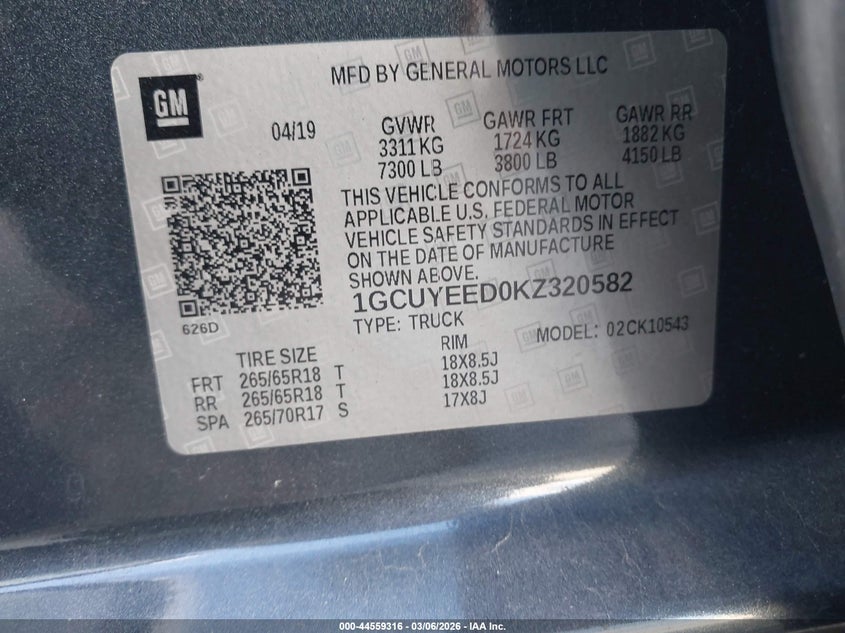 GM
MFD BY GENERAL MOTORS LLC
04/19
GVWR
3311 KG
7300 LB
GAWR FRT
1724 KG
3800 LB
GAWR RR
1882 KG
4150 LB
THIS VEHICLE CONFORMS TO ALL
APPLICABLE U.S. FEDERAL MOTOR
VEHICLE SAFETY STANDARDS IN EFFECT
ON THE DATE OF MANUFACTURE
SHOWN ABOVE.
626D
1GCUYEED0KZ320582
TYPE: TRUCK
MODEL: 02CK10543
TIRE SIZE
RIM
FRT 265/65R18 T 18X8.5J
RR 265/65R18 T 18X8.5J
SPA 265/70R17 S 17X8J
000-44559316 - 03/06/2026 - IAA Inc.